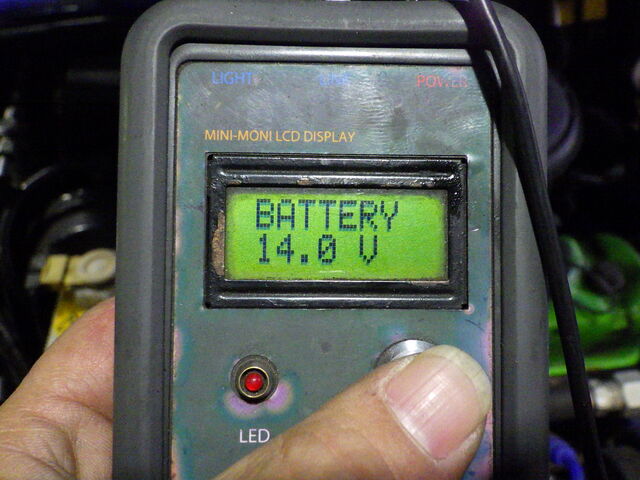 LIGHT POWER
MINI-MONI LCD DISPLAY
BATTERY
14.0 V
LED